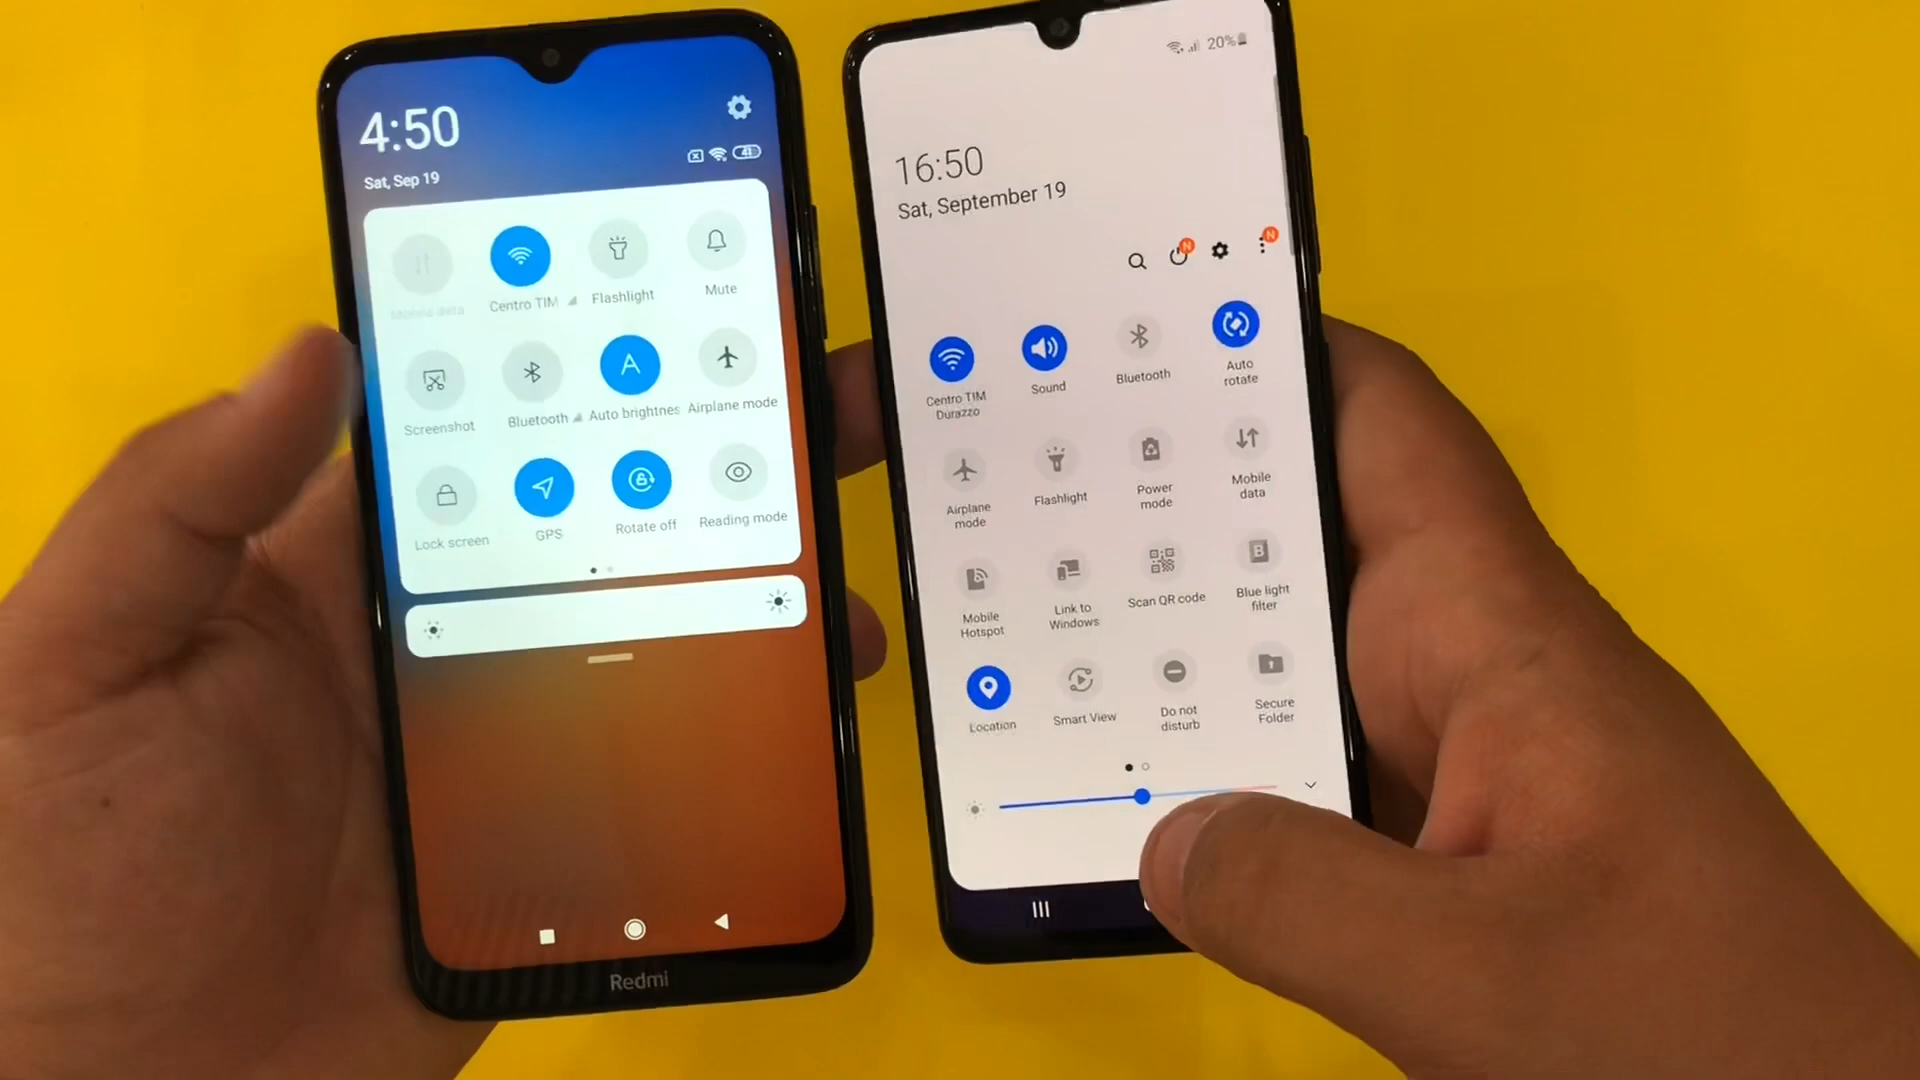 4:50
Sat, Sep 19
41
Mobile data
Centro TIM
Flashlight
Mute
Screenshot
Bluetooth
Auto brightnes
Airplane mode
Lock screen
GPS
Rotate off
Reading mode
Redmi
20%
16:50
Sat, September 19
N
N
Centro TIM
Durazzo
Sound
Bluetooth
Auto
rotate
Airplane
mode
Flashlight
Power
mode
Mobile
data
Mobile
Hotspot
Link to
Windows
Scan QR code
Blue light
filter
Location
Smart View
Do not
disturb
Secure
Folder